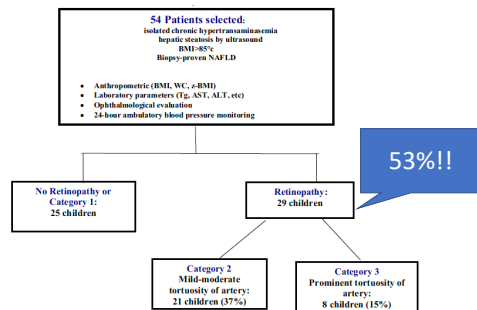 54 Patients selected:
isolated chronic hypertransaminasemia
hepatic steatosis by ultrasound
BMI>85°c
Biopsy-proven NAFLD
• Anthropometric (BMI, WC, z-BMI)
• Laboratory parameters (Tg, AST, ALT, etc)
• Ophthalmological evaluation
• 24-hour ambulatory blood pressure monitoring
53%!!
No Retinopathy or
Category 1:
25 children
Retinopathy:
29 children
Category 2
Mild-moderate
tortuosity of artery:
21 children (37%)
Category 3
Prominent tortuosity of
artery:
8 children (15%)